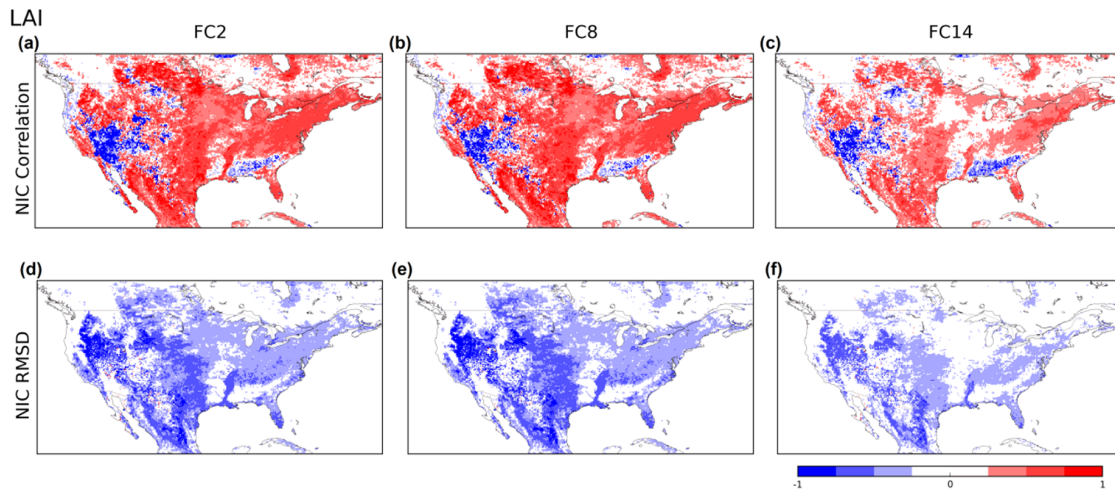 LAI
FC2 FC8 FC14
(a) (b) (c)
NIC Correlation
(d) (e) (f)
NIC RMSD
-1 0 1